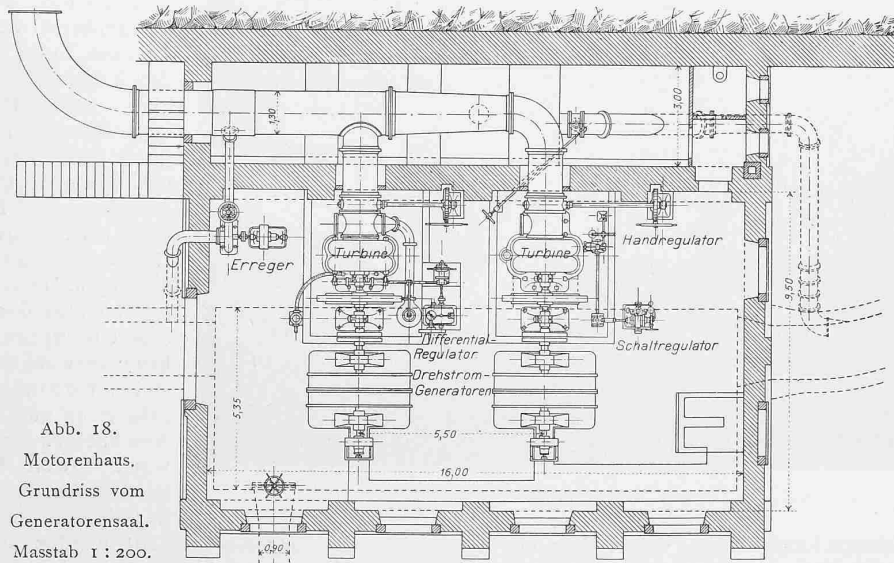 1,30
3,00
Turbine
Turbine
Handregulator
Erreger
9,50
Differential-
Regulator
Schaltregulator
Drehstrom-
Generatoren
5,35
5,50
16,00
0,90
Abb. 18.
Motorenhaus.
Grundriss vom
Generatorensaal.
Masstab 1 : 200.